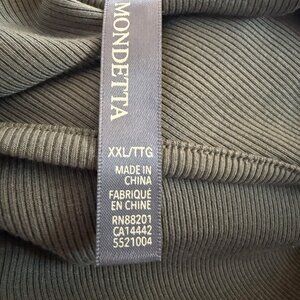 MONDETTA
XXL/TTG
MADE IN
CHINA
FABRIQUÉ
EN CHINE
RN88201
CA14442
5521004